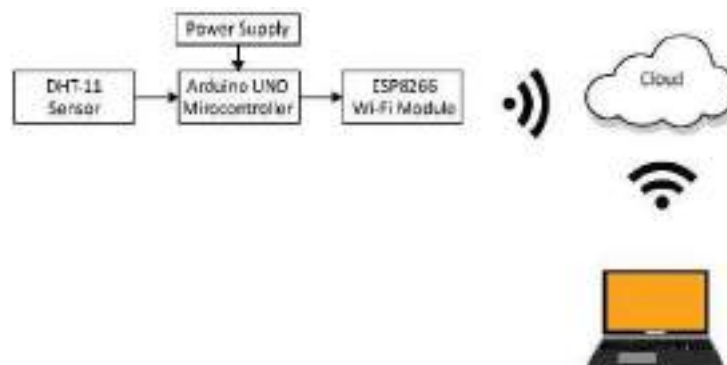 Power Supply
DHT-11
Sensor
Arduino UNO
Mirocontroller
ESP8266
Wi-Fi Module
Cloud